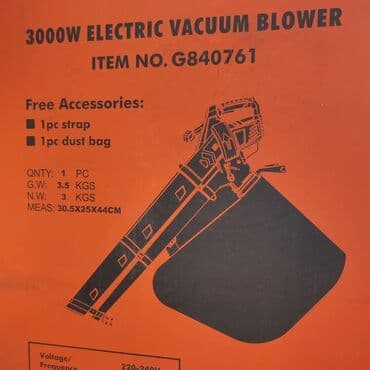 3000W ELECTRIC VACUUM BLOWER
ITEM NO. G840761
Free Accessories:
■ 1pc strap
■ 1pc dust bag
QNTY: 1 PC
G.W: 3.5 KGS
N.W: 3 KGS
MEAS: 30.5X25X44CM
Voltage/
Frequency
220-240V